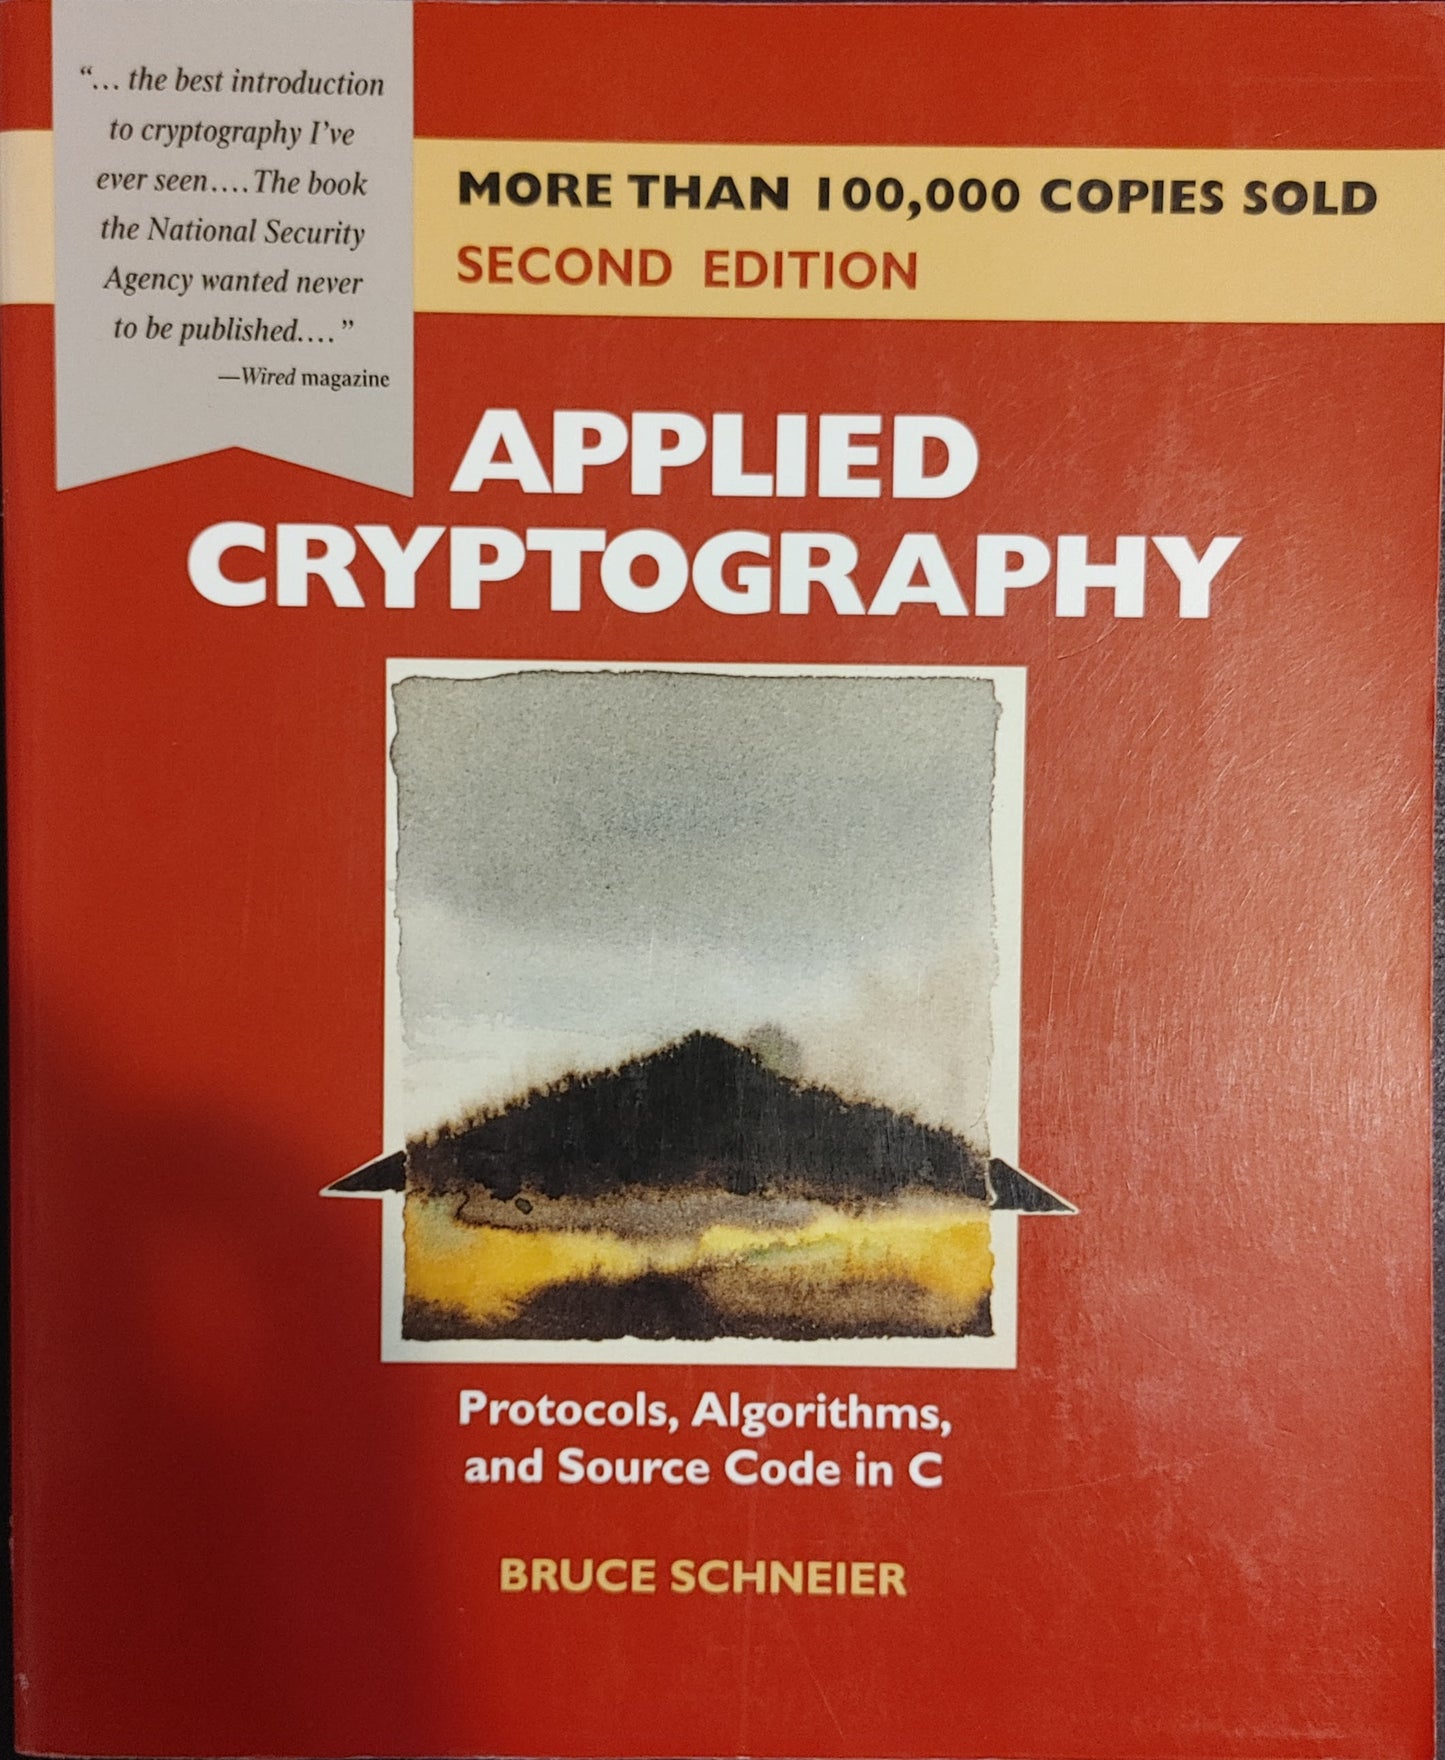 “… the best introduction
to cryptography I’ve
ever seen.… The book
the National Security
Agency wanted never
to be published.… ”
—Wired magazine
MORE THAN 100,000 COPIES SOLD
SECOND EDITION
APPLIED
CRYPTOGRAPHY
Protocols, Algorithms,
and Source Code in C
BRUCE SCHNEIER